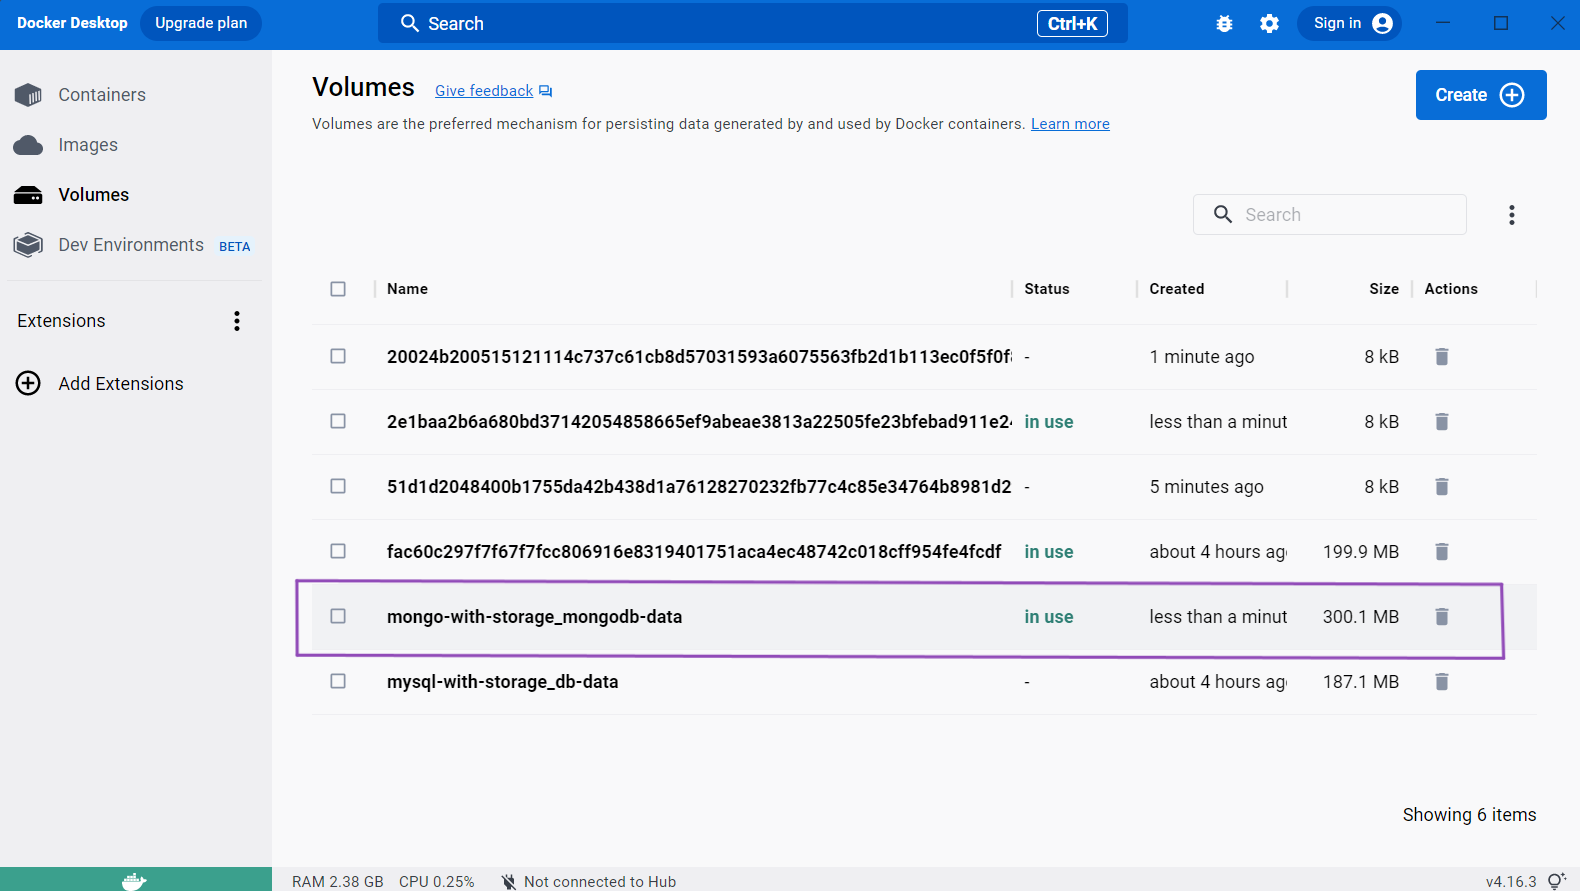 Docker Desktop Upgrade plan Search Ctrl+K Sign in
Containers
Images
Volumes
Dev Environments BETA
Extensions
Add Extensions
Volumes Give feedback
Create
Volumes are the preferred mechanism for persisting data generated by and used by Docker containers. Learn more
Search
Name Status Created Size Actions
20024b200515121114c737c61cb8d57031593a6075563fb2d1b113ec0f5f0f - 1 minute ago 8 kB
2e1baa2b6a680bd37142054858665ef9abeae3813a22505fe23bfebad911e2 in use less than a minut 8 kB
51d1d2048400b1755da42b438d1a76128270232fb77c4c85e34764b8981d2 - 5 minutes ago 8 kB
fac60c297f7f67f7fcc806916e8319401751aca4ec48742c018cff954fe4fcdf in use about 4 hours ag 199.9 MB
mongo-with-storage_mongodb-data in use less than a minut 300.1 MB
mysql-with-storage_db-data - about 4 hours ag 187.1 MB
Showing 6 items
RAM 2.38 GB CPU 0.25% Not connected to Hub v4.16.3